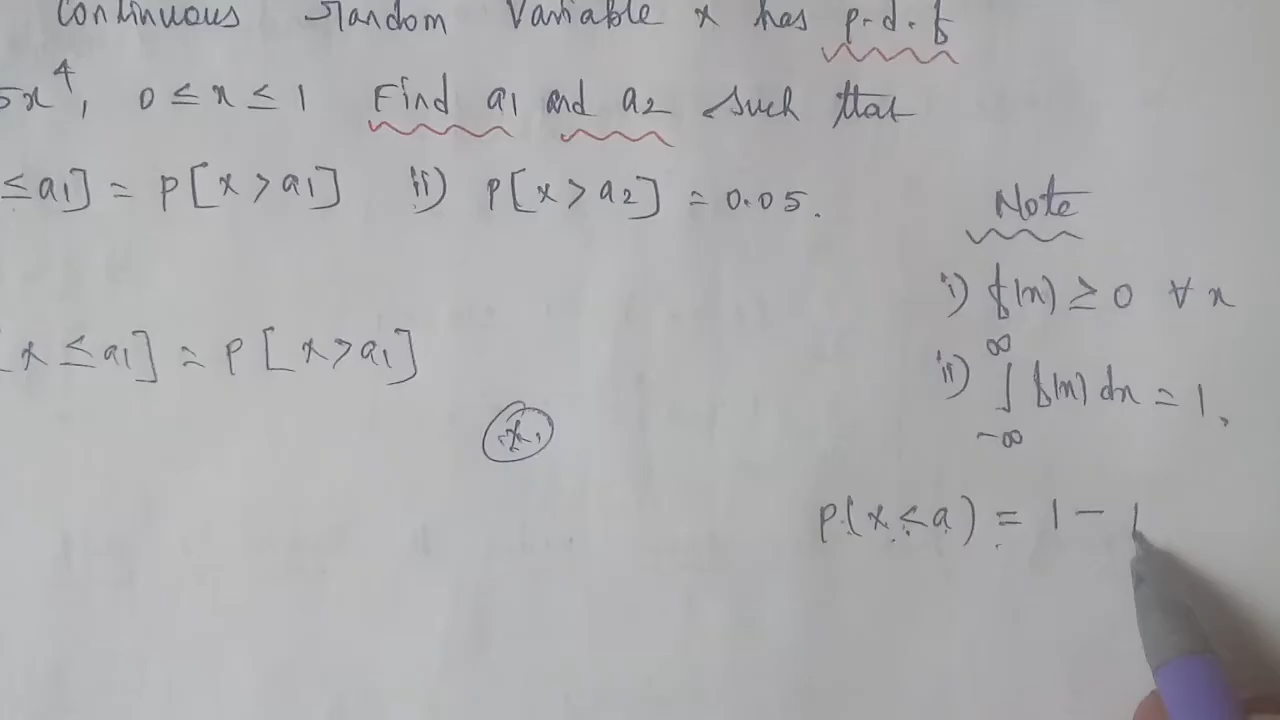 Continuous Random Variable x has p.d.f
5x⁴, 0 ≤ x ≤ 1 Find a1 and a2 such that
≤ a1] = P[x > a1] ii) P[x > a2] = 0.05.
Note
i) f(x) ≥ 0 ∀ x
[x ≤ a1] = P[x > a1]
ii) ∫_{-∞}^{∞} f(x) dx = 1,
P(x ≤ a) = 1 -